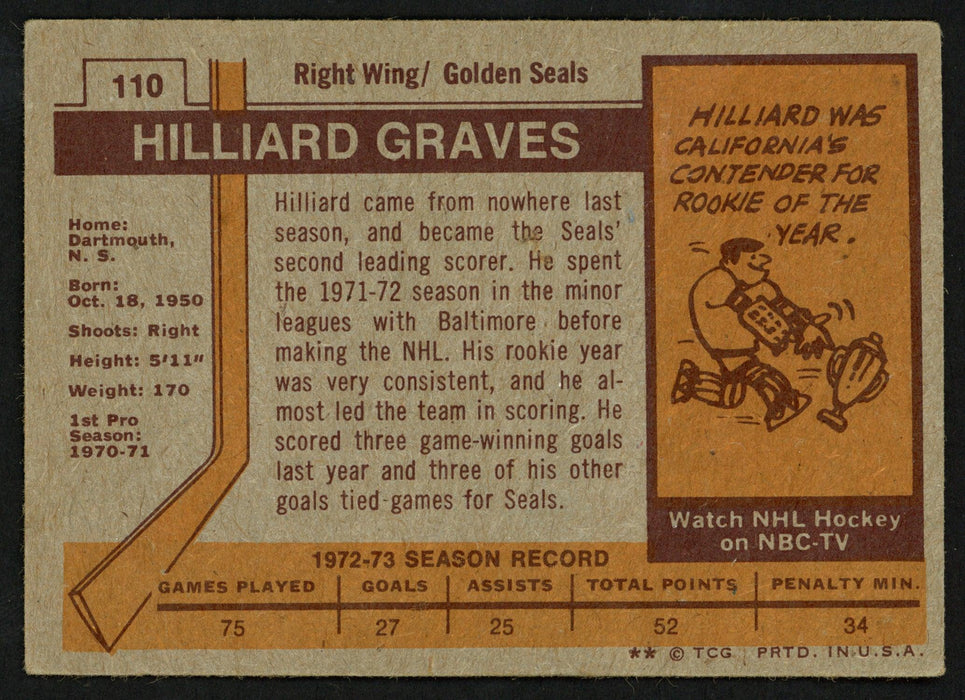 110
Right Wing/ Golden Seals
HILLIARD GRAVES
Home:
Dartmouth,
N. S.
Born:
Oct. 18, 1950
Shoots: Right
Height: 5'11"
Weight: 170
1st Pro
Season:
1970-71
Hilliard came from nowhere last
season, and became the Seals'
second leading scorer. He spent
the 1971-72 season in the minor
leagues with Baltimore before
making the NHL. His rookie year
was very consistent, and he al-
most led the team in scoring. He
scored three game-winning goals
last year and three of his other
goals tied games for Seals.
HILLIARD WAS
CALIFORNIA'S
CONTENDER FOR
ROOKIE OF THE
YEAR.
Watch NHL Hockey
on NBC-TV
1972-73 SEASON RECORD
GAMES PLAYED GOALS ASSISTS TOTAL POINTS PENALTY MIN.
75 27 25 52 34
** © TCG PRTD. IN U.S.A.